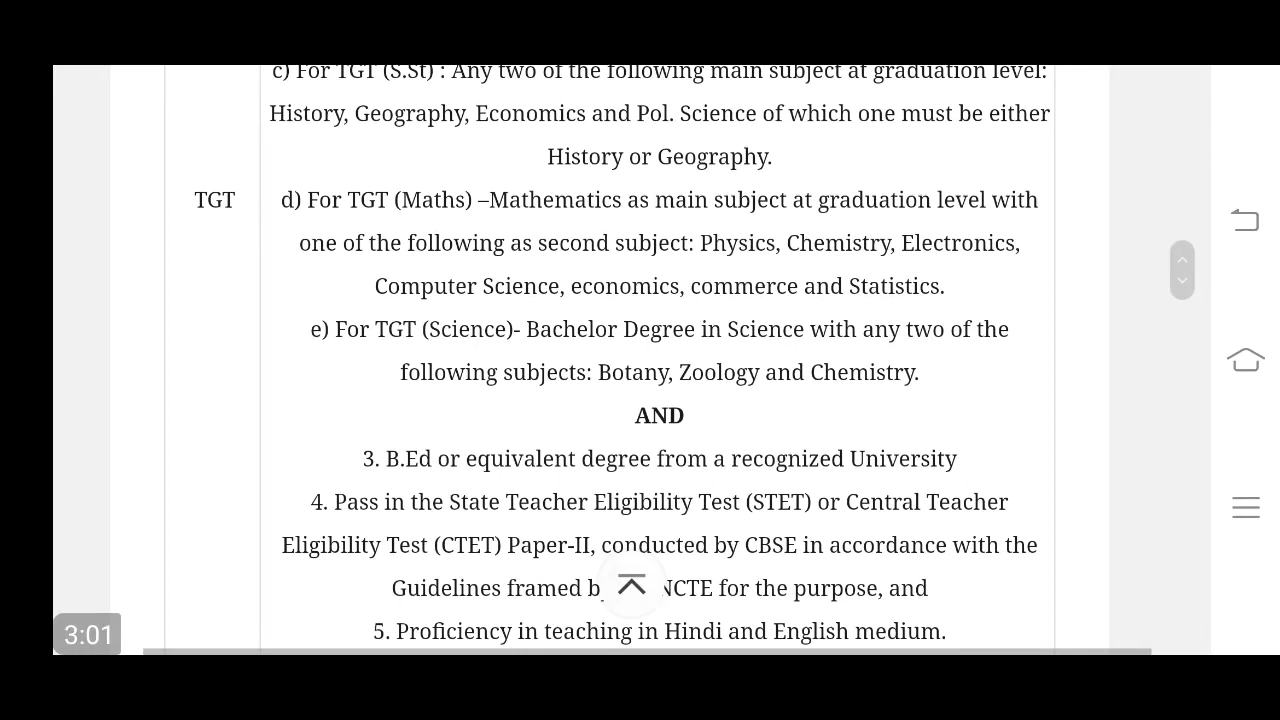 c) For TGT (S.St) : Any two of the following main subject at graduation level:
History, Geography, Economics and Pol. Science of which one must be either
History or Geography.
TGT
d) For TGT (Maths) –Mathematics as main subject at graduation level with
one of the following as second subject: Physics, Chemistry, Electronics,
Computer Science, economics, commerce and Statistics.
e) For TGT (Science)- Bachelor Degree in Science with any two of the
following subjects: Botany, Zoology and Chemistry.
AND
3. B.Ed or equivalent degree from a recognized University
4. Pass in the State Teacher Eligibility Test (STET) or Central Teacher
Eligibility Test (CTET) Paper-II, conducted by CBSE in accordance with the
Guidelines framed NCTE for the purpose, and
5. Proficiency in teaching in Hindi and English medium.
3:01